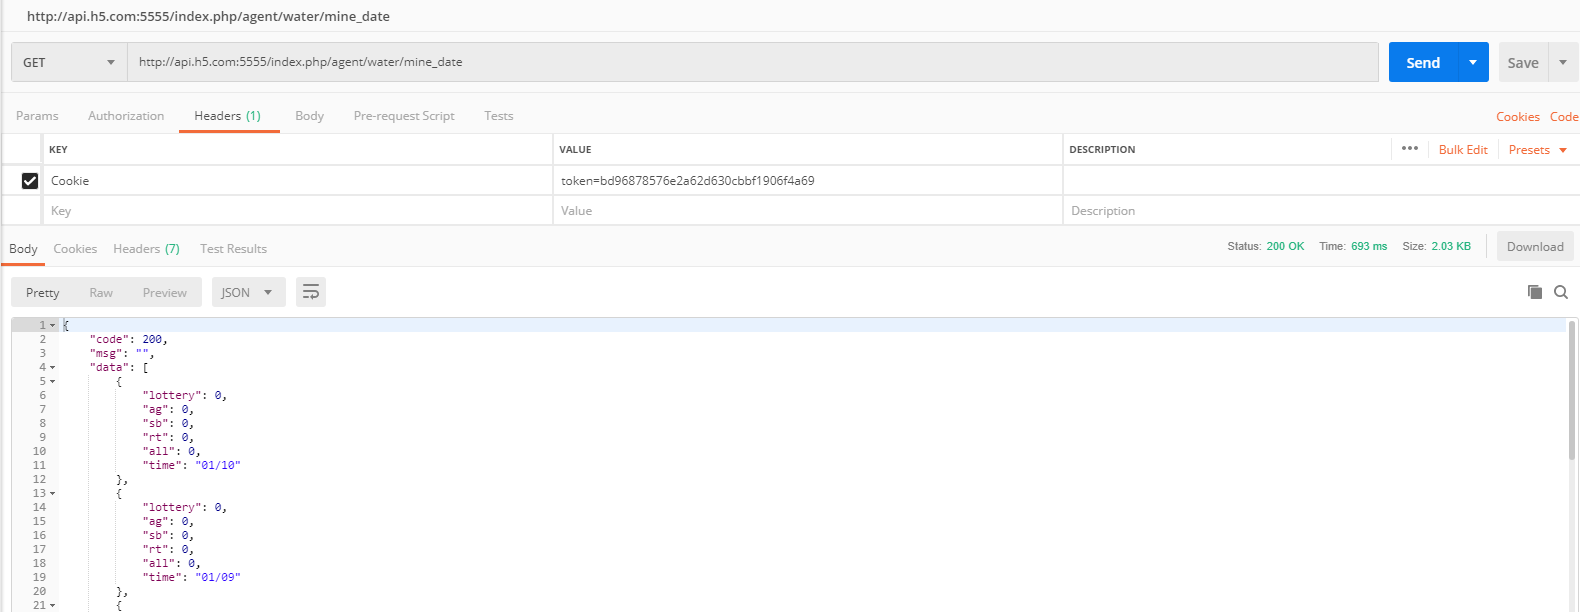 http://api.h5.com:5555/index.php/agent/water/mine_date
GET http://api.h5.com:5555/index.php/agent/water/mine_date Send Save
Params Authorization Headers (1) Body Pre-request Script Tests Cookies Code
KEY VALUE DESCRIPTION ••• Bulk Edit Presets
Cookie token=bd96878576e2a62d630cbbf1906f4a69
Key Value Description
Body Cookies Headers (7) Test Results Status: 200 OK Time: 693 ms Size: 2.03 KB Download
Pretty Raw Preview JSON
1 {
2 "code": 200,
3 "msg": "",
4 "data": [
5 {
6 "lottery": 0,
7 "ag": 0,
8 "sb": 0,
9 "rt": 0,
10 "all": 0,
11 "time": "01/10"
12 },
13 {
14 "lottery": 0,
15 "ag": 0,
16 "sb": 0,
17 "rt": 0,
18 "all": 0,
19 "time": "01/09"
20 },
21 {